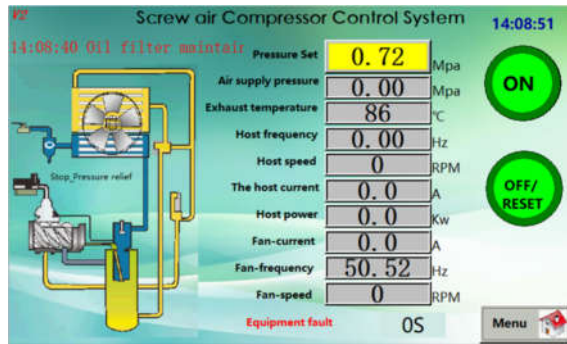 V2
Screw air Compressor Control System
14:08:51
14:08:40 Oil filter maintain
Pressure Set 0.72 Mpa
Air supply pressure 0.00 Mpa
Exhaust temperature 86 ℃
Host frequency 0.00 Hz
Host speed 0 RPM
The host current 0.0 A
Host power 0.0 Kw
Fan-current 0.0 A
Fan-frequency 50.52 Hz
Fan-speed 0 RPM
Equipment fault 0S
Stop_Pressure relief
ON
OFF/
RESET
Menu